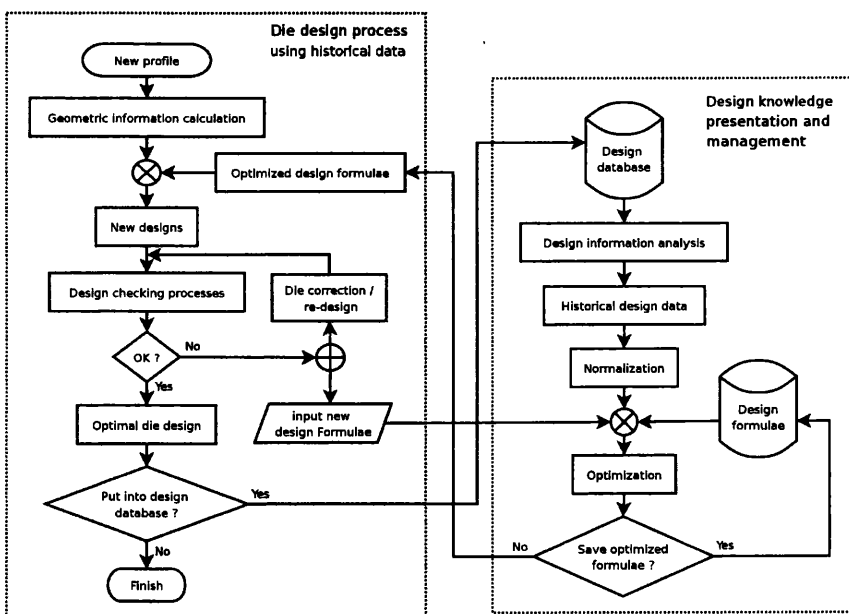 Die design process
using historical data
New profile
Geometric information calculation
Optimized design formulae
New designs
Design checking processes
Die correction /
re-design
OK ?
No
Yes
Optimal die design
input new
design Formulae
Put into design
database ?
Yes
No
Finish
Design knowledge
presentation and
management
Design
database
Design information analysis
Historical design data
Normalization
Design
formulae
Optimization
Save optimized
formulae ?
No
Yes